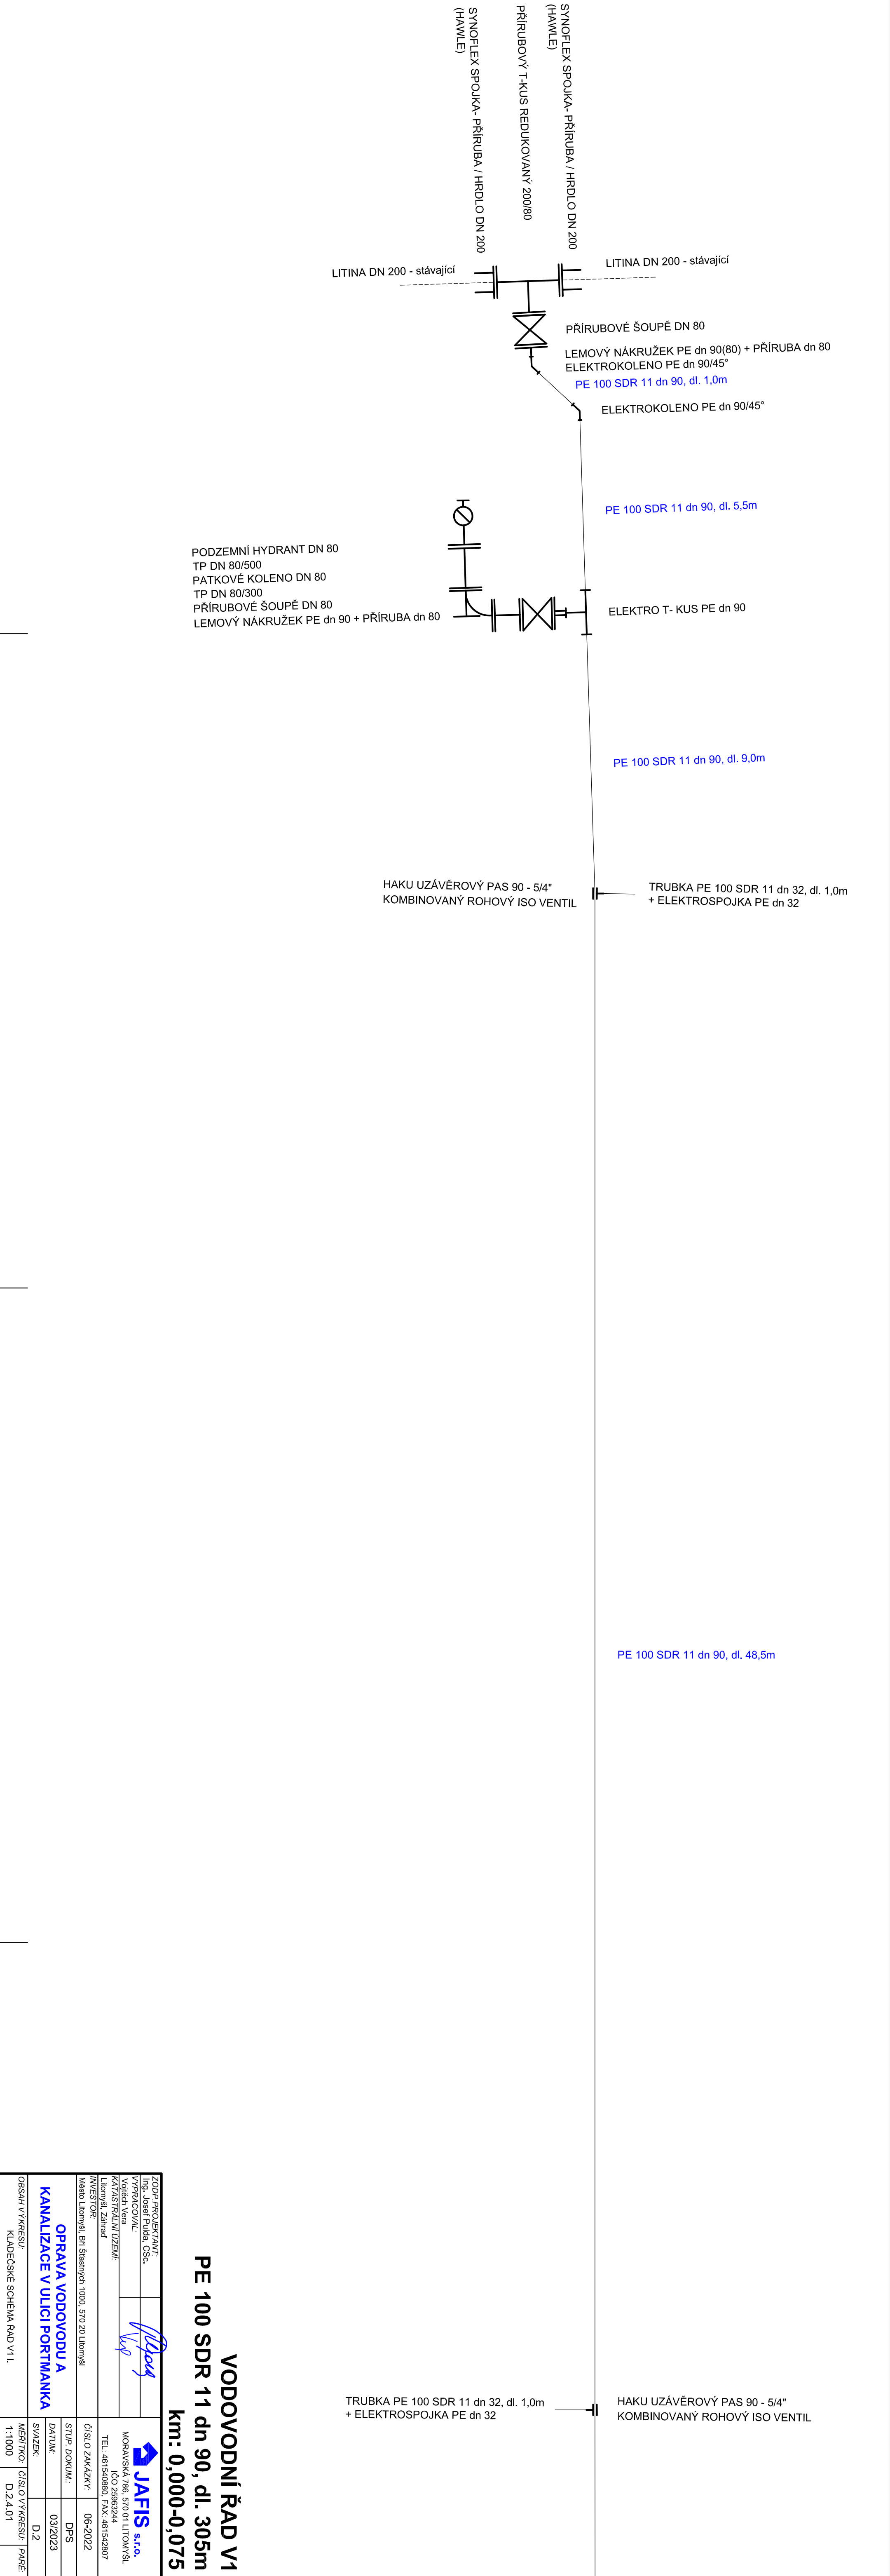 SYNOFLEX SPOJKA- PŘÍRUBA / HRDLO DN 200
(HAWLE)
PŘÍRUBOVÝ T-KUS REDUKOVANÝ 200/80
SYNOFLEX SPOJKA- PŘÍRUBA / HRDLO DN 200
(HAWLE)
LITINA DN 200 - stávající
LITINA DN 200 - stávající
PŘÍRUBOVÉ ŠOUPĚ DN 80
LEMOVÝ NÁKRUŽEK PE dn 90(80) + PŘÍRUBA dn 80
ELEKTROKOLENO PE dn 90/45°
PE 100 SDR 11 dn 90, dl. 1,0m
ELEKTROKOLENO PE dn 90/45°
PE 100 SDR 11 dn 90, dl. 5,5m
PODZEMNÍ HYDRANT DN 80
TP DN 80/500
PATKOVÉ KOLENO DN 80
TP DN 80/300
PŘÍRUBOVÉ ŠOUPĚ DN 80
LEMOVÝ NÁKRUŽEK PE dn 90 + PŘÍRUBA dn 80
ELEKTRO T- KUS PE dn 90
PE 100 SDR 11 dn 90, dl. 9,0m
HAKU UZÁVĚROVÝ PAS 90 - 5/4"
KOMBINOVANÝ ROHOVÝ ISO VENTIL
TRUBKA PE 100 SDR 11 dn 32, dl. 1,0m
+ ELEKTROSPOJKA PE dn 32
PE 100 SDR 11 dn 90, dl. 48,5m
TRUBKA PE 100 SDR 11 dn 32, dl. 1,0m
+ ELEKTROSPOJKA PE dn 32
HAKU UZÁVĚROVÝ PAS 90 - 5/4"
KOMBINOVANÝ ROHOVÝ ISO VENTIL
VODOVODNÍ ŘAD V1
PE 100 SDR 11 dn 90, dl. 305m
km: 0,000-0,075
ZODP.PROJEKTANT:
Ing. Josef Pulda, CSc.
VYPRACOVAL:
Vojtěch Vera
KATASTRÁLNÍ ÚZEMÍ:
Litomyšl, Záhraď
INVESTOR:
Město Litomyšl, Bří Šťastných 1000, 570 20 Litomyšl
OPRAVA VODOVODU A
KANALIZACE V ULICI PORTMANKA
OBSAH VÝKRESU:
KLADEČSKÉ SCHÉMA ŘAD V1 I.
JAFIS s.r.o.
MORAVSKÁ 786, 570 01 LITOMYŠL
IČO 25963244
TEL: 461540880, FAX: 461542807
ČÍSLO ZAKÁZKY: 06-2022
STUP. DOKUM.: DPS
DATUM: 03/2023
SVAZEK: D.2
MĚŘÍTKO: ČÍSLO VÝKRESU: PARÉ:
1:1000 D.2.4.01